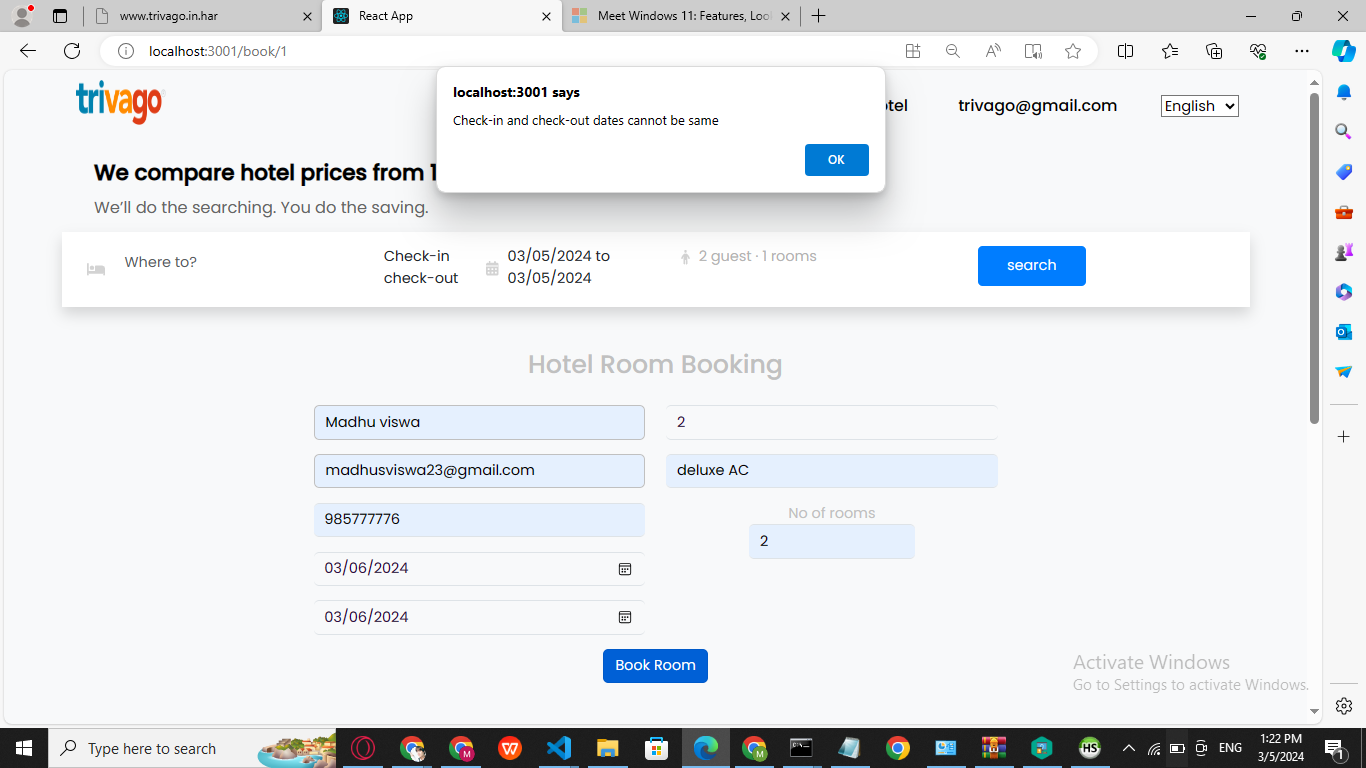 www.trivago.in.har
React App
Meet Windows 11: Features, Lool
localhost:3001/book/1
localhost:3001 says
Check-in and check-out dates cannot be same
OK
trivago
trivago@gmail.com
English
We compare hotel prices from 1
We'll do the searching. You do the saving.
Where to?
Check-in
check-out
03/05/2024 to
03/05/2024
2 guest · 1 rooms
search
Hotel Room Booking
Madhu viswa
2
madhusviswa23@gmail.com
deluxe AC
985777776
No of rooms
2
03/06/2024
03/06/2024
Book Room
Activate Windows
Go to Settings to activate Windows.
Type here to search
ENG
1:22 PM
3/5/2024
1